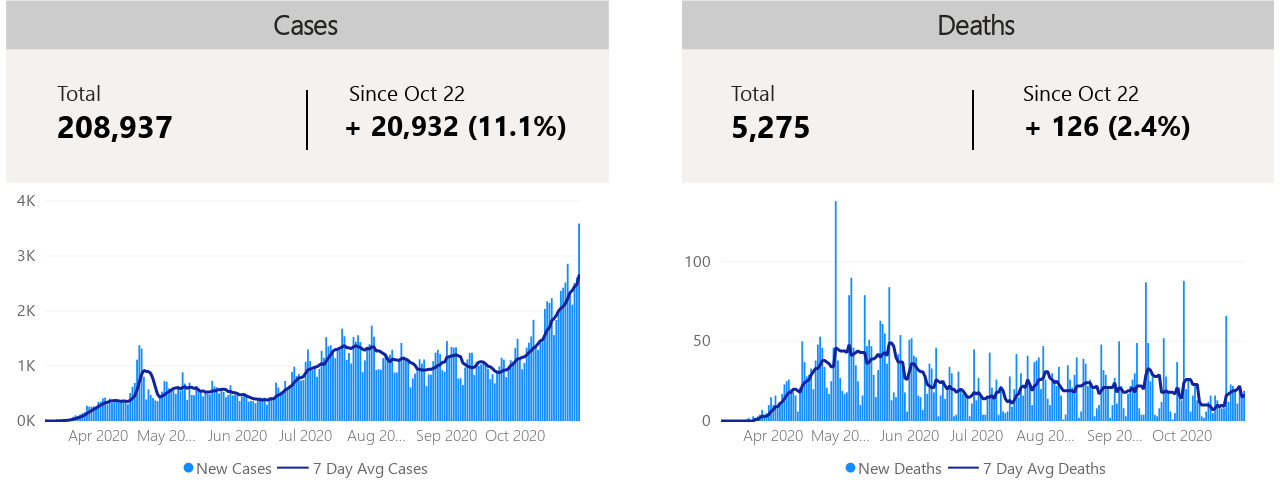 Cases
Total
208,937
Since Oct 22
+ 20,932 (11.1%)
4K
3K
2K
1K
0K
Apr 2020 May 20... Jun 2020 Jul 2020 Aug 20... Sep 2020 Oct 2020
New Cases 7 Day Avg Cases
Deaths
Total
5,275
Since Oct 22
+ 126 (2.4%)
100
50
0
Apr 2020 May 20... Jun 2020 Jul 2020 Aug 20... Sep 20... Oct 2020
New Deaths 7 Day Avg Deaths